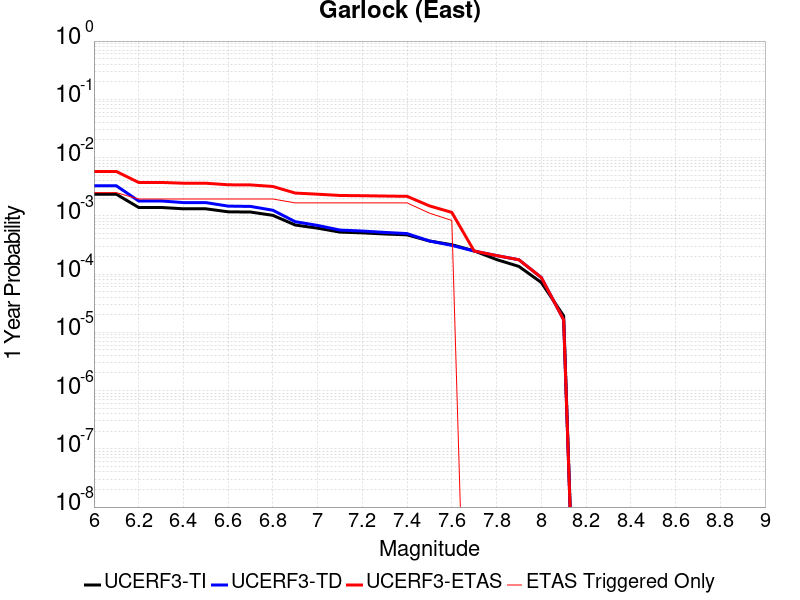 Garlock (East)
10^0
10^-1
10^-2
10^-3
10^-4
10^-5
10^-6
10^-7
10^-8
1 Year Probability
6 6.2 6.4 6.6 6.8 7 7.2 7.4 7.6 7.8 8 8.2 8.4 8.6 8.8 9
Magnitude
UCERF3-TI UCERF3-TD UCERF3-ETAS ETAS Triggered Only